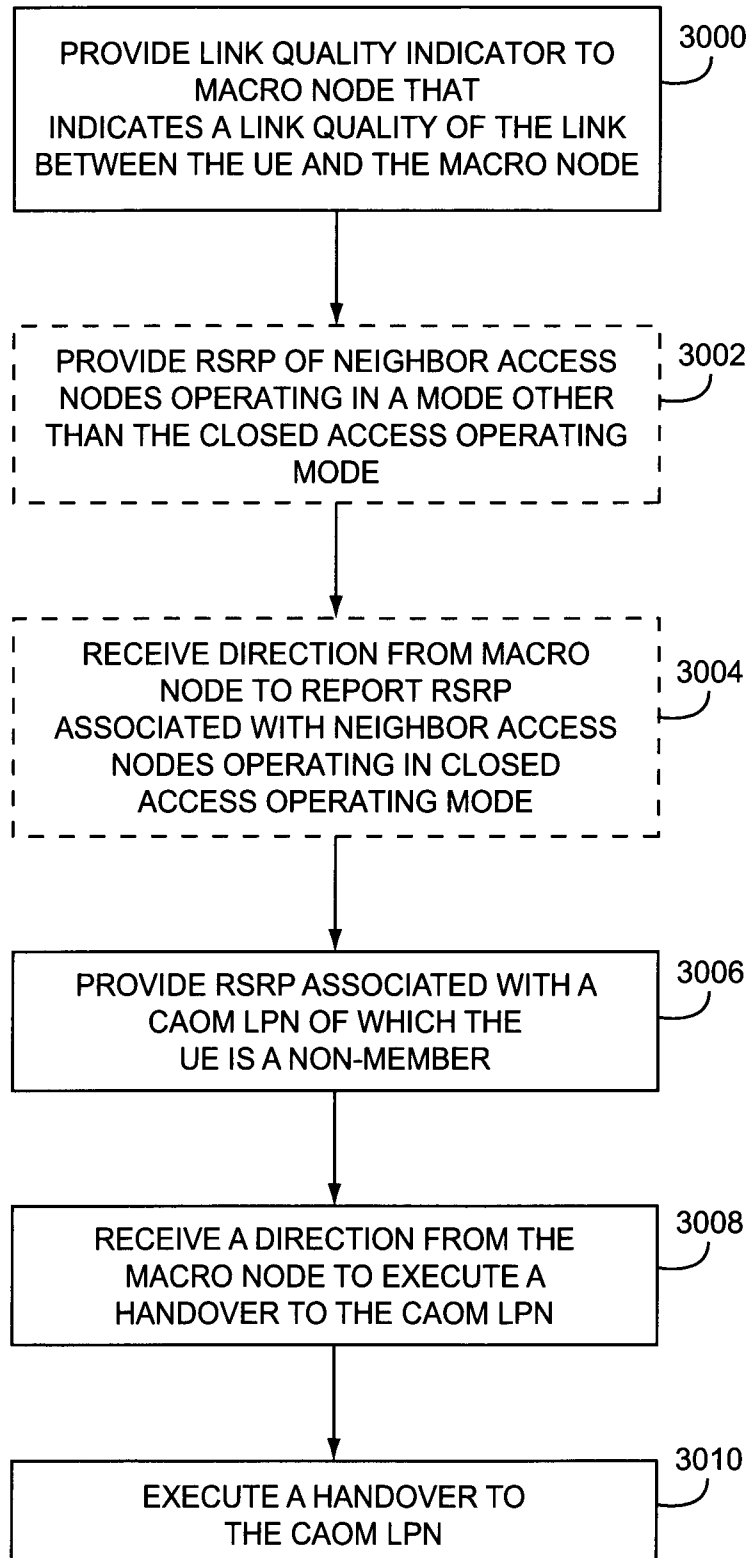 PROVIDE LINK QUALITY INDICATOR TO
MACRO NODE THAT
INDICATES A LINK QUALITY OF THE LINK
BETWEEN THE UE AND THE MACRO NODE
3000
PROVIDE RSRP OF NEIGHBOR ACCESS
NODES OPERATING IN A MODE OTHER
THAN THE CLOSED ACCESS OPERATING
MODE
3002
RECEIVE DIRECTION FROM MACRO
NODE TO REPORT RSRP
ASSOCIATED WITH NEIGHBOR ACCESS
NODES OPERATING IN CLOSED
ACCESS OPERATING MODE
3004
PROVIDE RSRP ASSOCIATED WITH A
CAOM LPN OF WHICH THE
UE IS A NON-MEMBER
3006
RECEIVE A DIRECTION FROM THE
MACRO NODE TO EXECUTE A
HANDOVER TO THE CAOM LPN
3008
EXECUTE A HANDOVER TO
THE CAOM LPN
3010